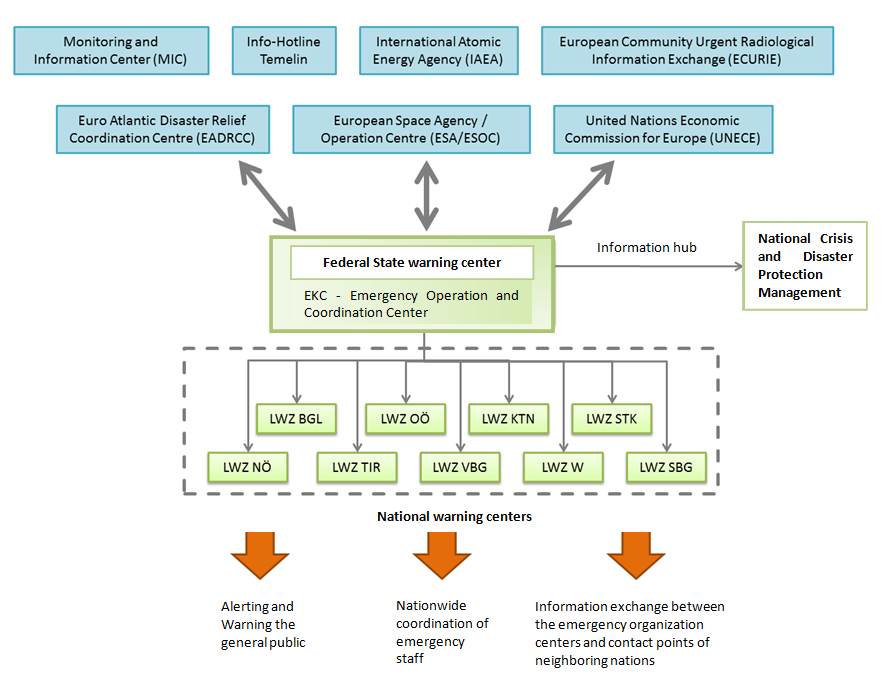 Monitoring and
Information Center (MIC)
Info-Hotline
Temelin
International Atomic
Energy Agency (IAEA)
European Community Urgent Radiological
Information Exchange (ECURIE)
Euro Atlantic Disaster Relief
Coordination Centre (EADRCC)
European Space Agency /
Operation Centre (ESA/ESOC)
United Nations Economic
Commission for Europe (UNECE)
Federal State warning center
EKC - Emergency Operation and
Coordination Center
Information hub
National Crisis
and Disaster
Protection
Management
LWZ BGL
LWZ OÖ
LWZ KTN
LWZ STK
LWZ NÖ
LWZ TIR
LWZ VBG
LWZ W
LWZ SBG
National warning centers
Alerting and
Warning the
general public
Nationwide
coordination of
emergency
staff
Information exchange between
the emergency organization
centers and contact points of
neighboring nations